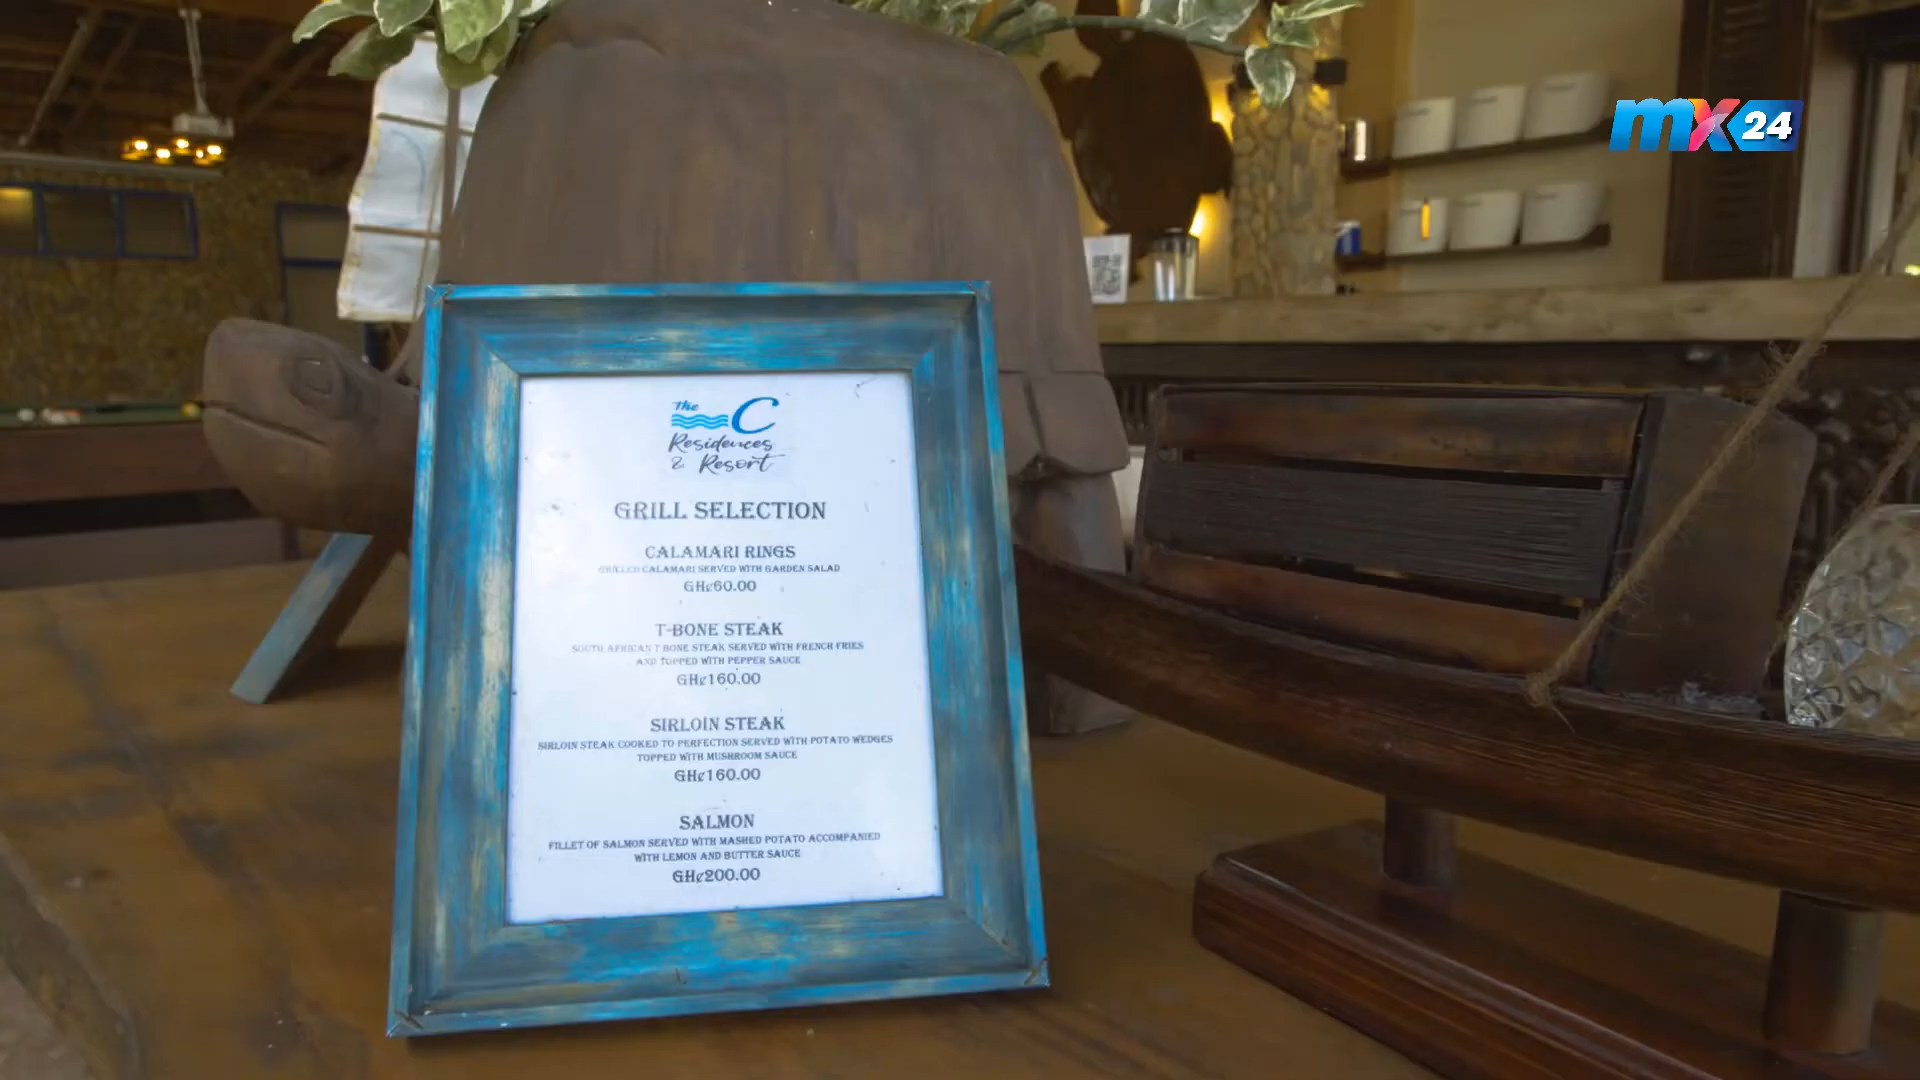 mx24
The C
Residences
& Resort
GRILL SELECTION
CALAMARI RINGS
GRILLED CALAMARI SERVED WITH GARDEN SALAD
GH¢60.00
T-BONE STEAK
SOUTH AFRICAN T BONE STEAK SERVED WITH FRENCH FRIES
AND TOPPED WITH PEPPER SAUCE
GH¢160.00
SIRLOIN STEAK
SIRLOIN STEAK COOKED TO PERFECTION SERVED WITH POTATO WEDGES
TOPPED WITH MUSHROOM SAUCE
GH¢160.00
SALMON
FILLET OF SALMON SERVED WITH MASHED POTATO ACCOMPANIED
WITH LEMON AND BUTTER SAUCE
GH¢200.00